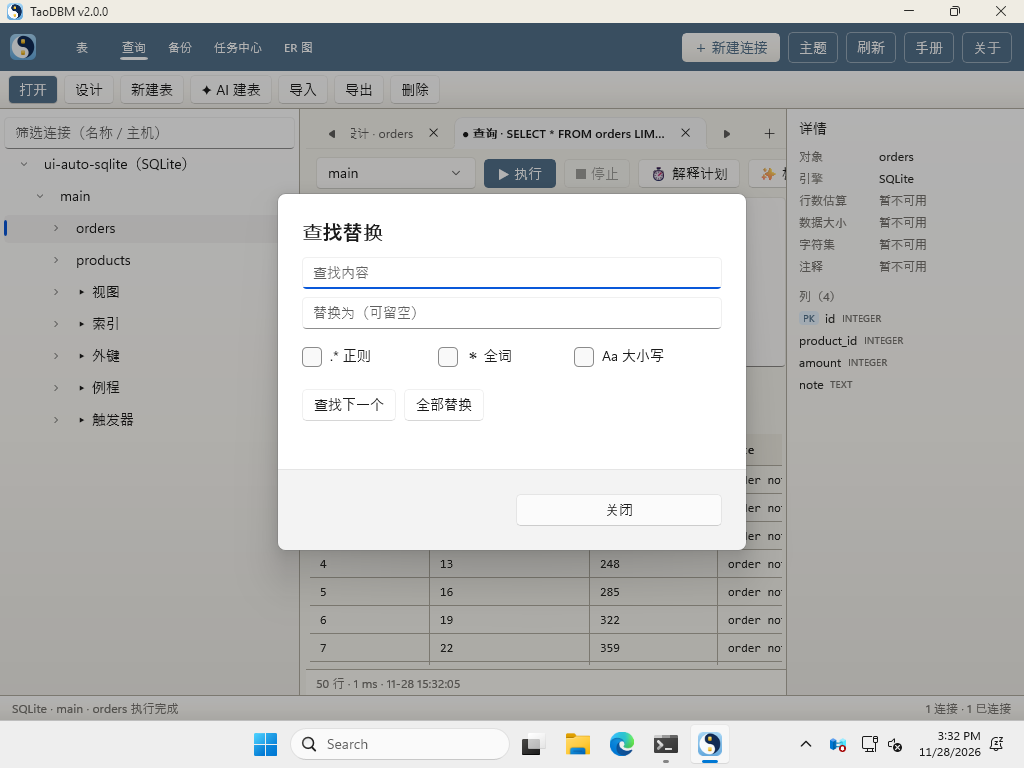 TaoDBM v2.0.0
表 查询 备份 任务中心 ER 图
+ 新建连接 主题 刷新 手册 关于
打开 设计 新建表 ✦ AI 建表 导入 导出 删除
筛选连接（名称 / 主机）
ui-auto-sqlite（SQLite）
main
orders
products
▸ 视图
▸ 索引
▸ 外键
▸ 例程
▸ 触发器
设计 · orders
● 查询 · SELECT * FROM orders LIM...
main
执行 停止 解释计划
查找替换
查找内容
替换为（可留空）
.* 正则 * 全词 Aa 大小写
查找下一个 全部替换
关闭
4 13 248 order no
5 16 285 order no
6 19 322 order no
7 22 359 order no
50 行 · 1 ms · 11-28 15:32:05
详情
对象 orders
引擎 SQLite
行数估算 暂不可用
数据大小 暂不可用
字符集 暂不可用
注释 暂不可用
列（4）
PK id INTEGER
product_id INTEGER
amount INTEGER
note TEXT
SQLite · main · orders 执行完成
1 连接 · 1 已连接
Search
3:32 PM
11/28/2026